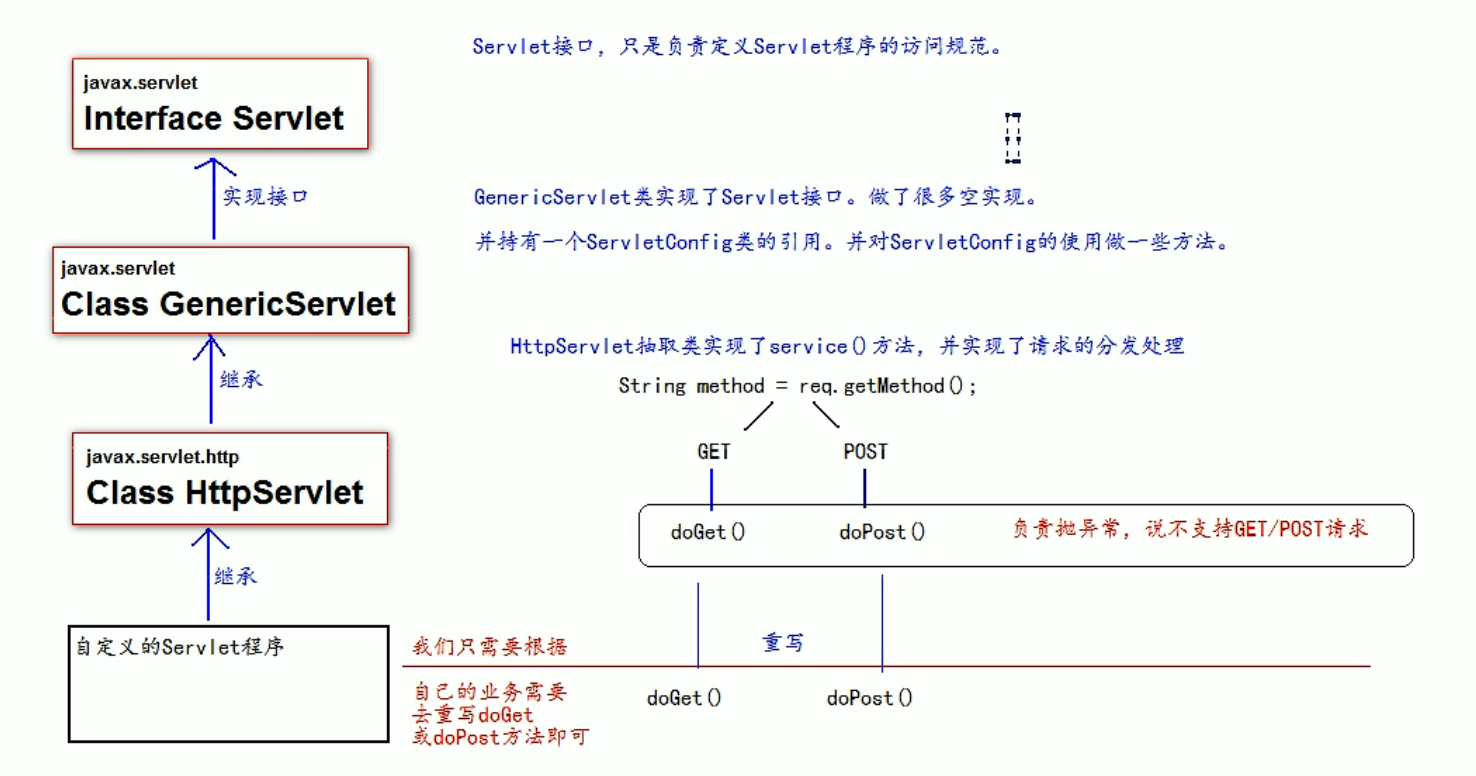 Servlet接口，只是负责定义Servlet程序的访问规范。
javax.servlet
Interface Servlet
实现接口
GenericServlet类实现了Servlet接口。做了很多空实现。
并持有一个ServletConfig类的引用。并对ServletConfig的使用做一些方法。
javax.servlet
Class GenericServlet
继承
HttpServlet抽取类实现了service()方法，并实现了请求的分发处理
String method = req.getMethod();
GET
POST
javax.servlet.http
Class HttpServlet
doGet()
doPost()
负责抛异常，说不支持GET/POST请求
继承
自定义的Servlet程序
我们只需要根据
重写
自己的业务需要
去重写doGet
或doPost方法即可
doGet()
doPost()